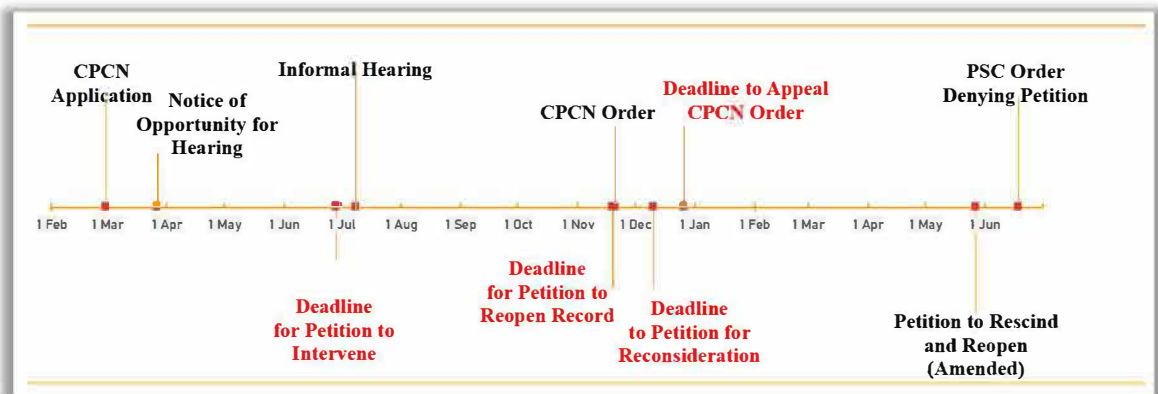 CPCN
Application
Notice of
Opportunity for
Hearing
Informal Hearing
CPCN Order
Deadline to Appeal
CPCN Order
PSC Order
Denying Petition
1 Feb 1 Mar 1 Apr 1 May 1 Jun 1 Jul 1 Aug 1 Sep 1 Oct 1 Nov 1 Dec 1 Jan 1 Feb 1 Mar 1 Apr 1 May 1 Jun
Deadline
for Petition to
Intervene
Deadline
for Petition to
Reopen Record
Deadline
to Petition for
Reconsideration
Petition to Rescind
and Reopen
(Amended)